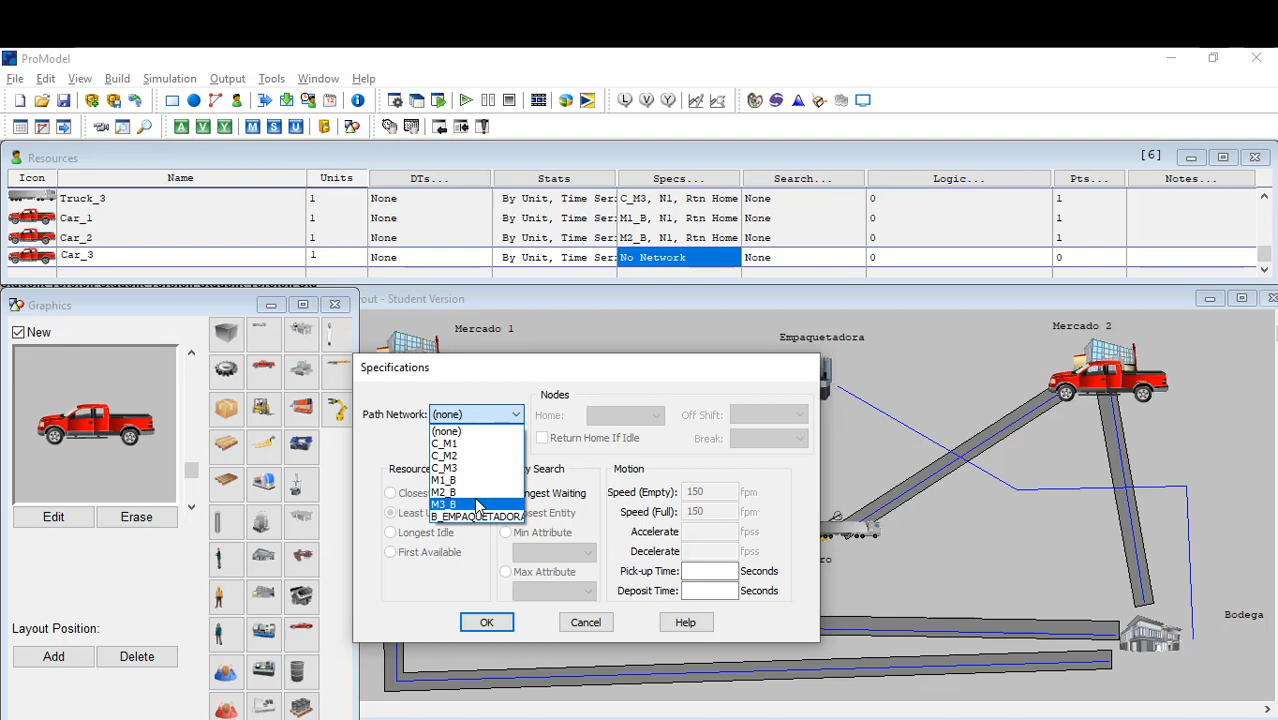 ProModel
File Edit View Build Simulation Output Tools Window Help
Resources [6]
Icon Name Units DTs... Stats Specs... Search... Logic... Pts... Notes...
Truck_3 1 None By Unit, Time Seri C_M3, N1, Rtn Home None 0 1
Car_1 1 None By Unit, Time Seri M1_B, N1, Rtn Home None 0 1
Car_2 1 None By Unit, Time Seri M2_B, N1, Rtn Home None 0 1
Car_3 1 None By Unit, Time Seri No Network None 0 0
Graphics
out - Student Version
New
Mercado 1
Empaquetadora
Mercado 2
Specifications
Path Network: (none)
(none)
C_M1
C_M2
C_M3
M1_B
M2_B
M3_B
B_EMPAQUETADORA
Nodes
Home: Off Shift:
Return Home If Idle Break:
Resourc y Search Motion
Closes ngest Waiting Speed (Empty): 150 fpm
Least U osest Entity Speed (Full): 150 fpm
Longest Idle Min Attribute Accelerate fpss
First Available Decelerate fpss
Max Attribute Pick-up Time: Seconds
Deposit Time: Seconds
OK Cancel Help
Edit Erase
Layout Position:
Add Delete
ro
Bodega